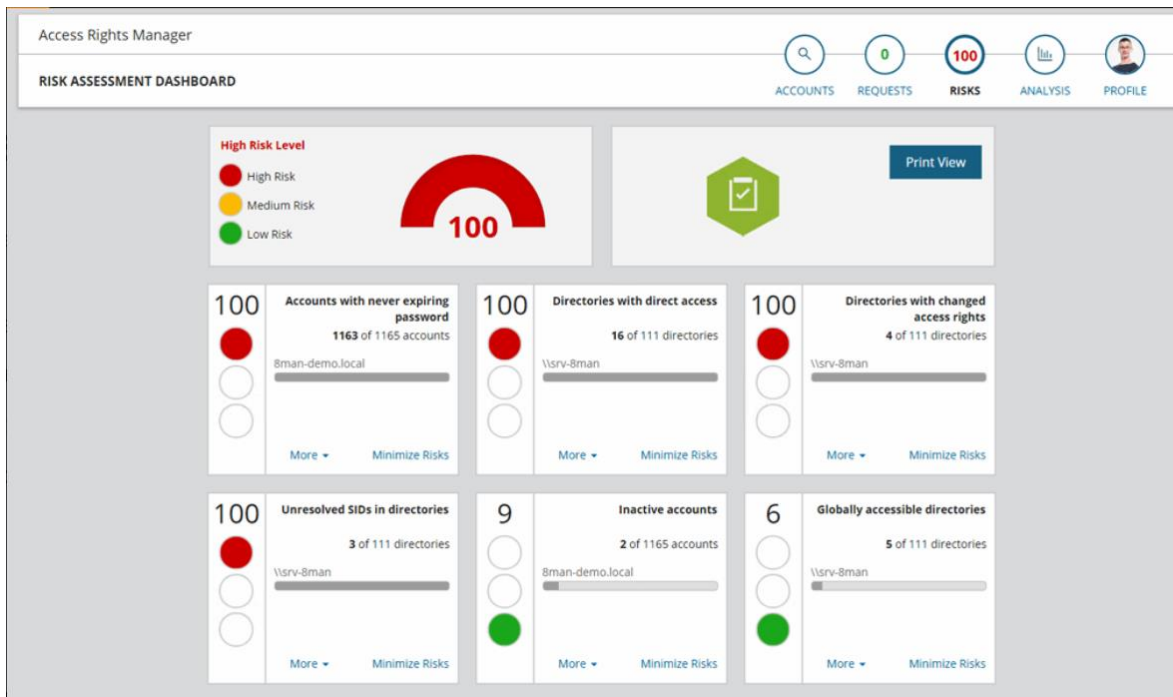 Access Rights Manager
RISK ASSESSMENT DASHBOARD
0
100
ACCOUNTS
REQUESTS
RISKS
ANALYSIS
PROFILE
High Risk Level
High Risk
Medium Risk
Low Risk
100
Print View
100
Accounts with never expiring
password
1163 of 1165 accounts
8man-demo.local
More
Minimize Risks
100
Directories with direct access
16 of 111 directories
\\srv-8man
More
Minimize Risks
100
Directories with changed
access rights
4 of 111 directories
\\srv-8man
More
Minimize Risks
100
Unresolved SIDs in directories
3 of 111 directories
\\srv-8man
More
Minimize Risks
9
Inactive accounts
2 of 1165 accounts
8man-demo.local
More
Minimize Risks
6
Globally accessible directories
5 of 111 directories
\\srv-8man
More
Minimize Risks